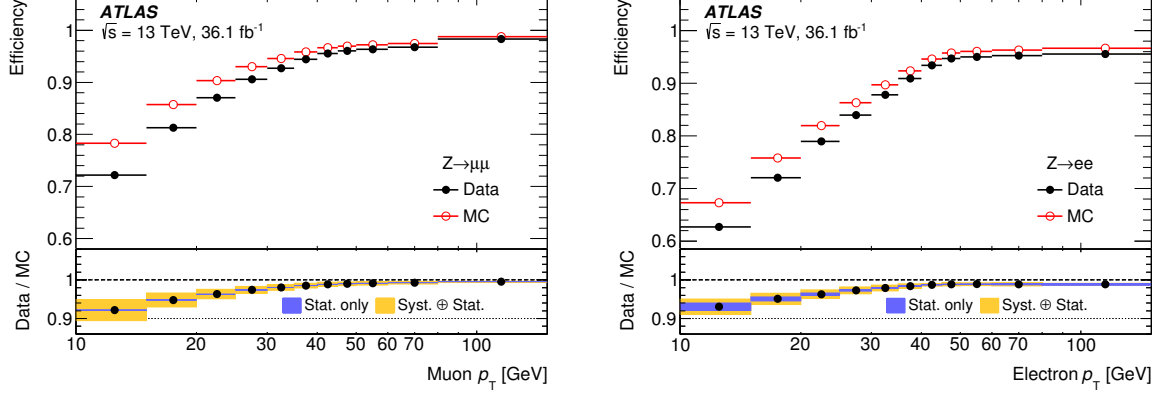 ATLAS
√s = 13 TeV, 36.1 fb⁻¹
Efficiency
1
0.9
0.8
0.7
0.6
Z→μμ
Data
MC
Data / MC
1
0.9
Stat. only
Syst. ⊕ Stat.
10 20 30 40 50 60 70 100
Muon p_T [GeV]
ATLAS
√s = 13 TeV, 36.1 fb⁻¹
Efficiency
1
0.9
0.8
0.7
0.6
Z→ee
Data
MC
Data / MC
1
0.9
Stat. only
Syst. ⊕ Stat.
10 20 30 40 50 60 70 100
Electron p_T [GeV]